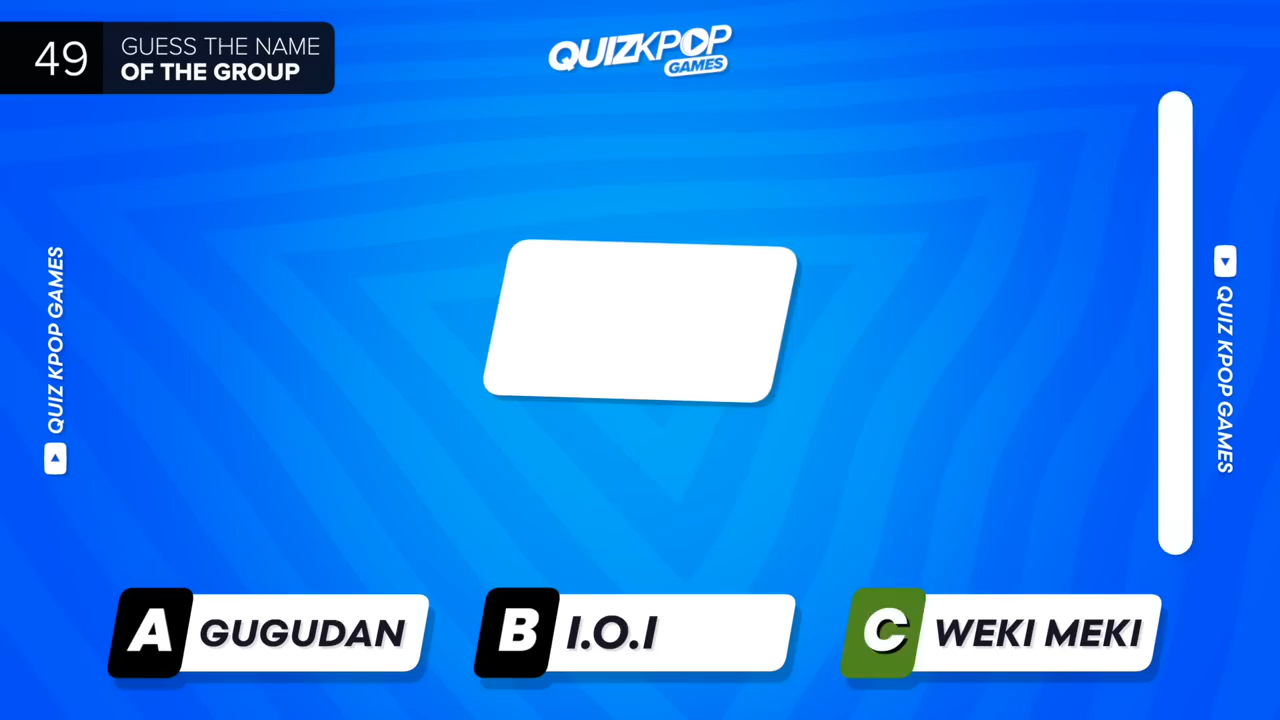 49
GUESS THE NAME
OF THE GROUP
QUIZKPOP
GAMES
QUIZ KPOP GAMES
QUIZ KPOP GAMES
A GUGUDAN
B I.O.I
C WEKI MEKI